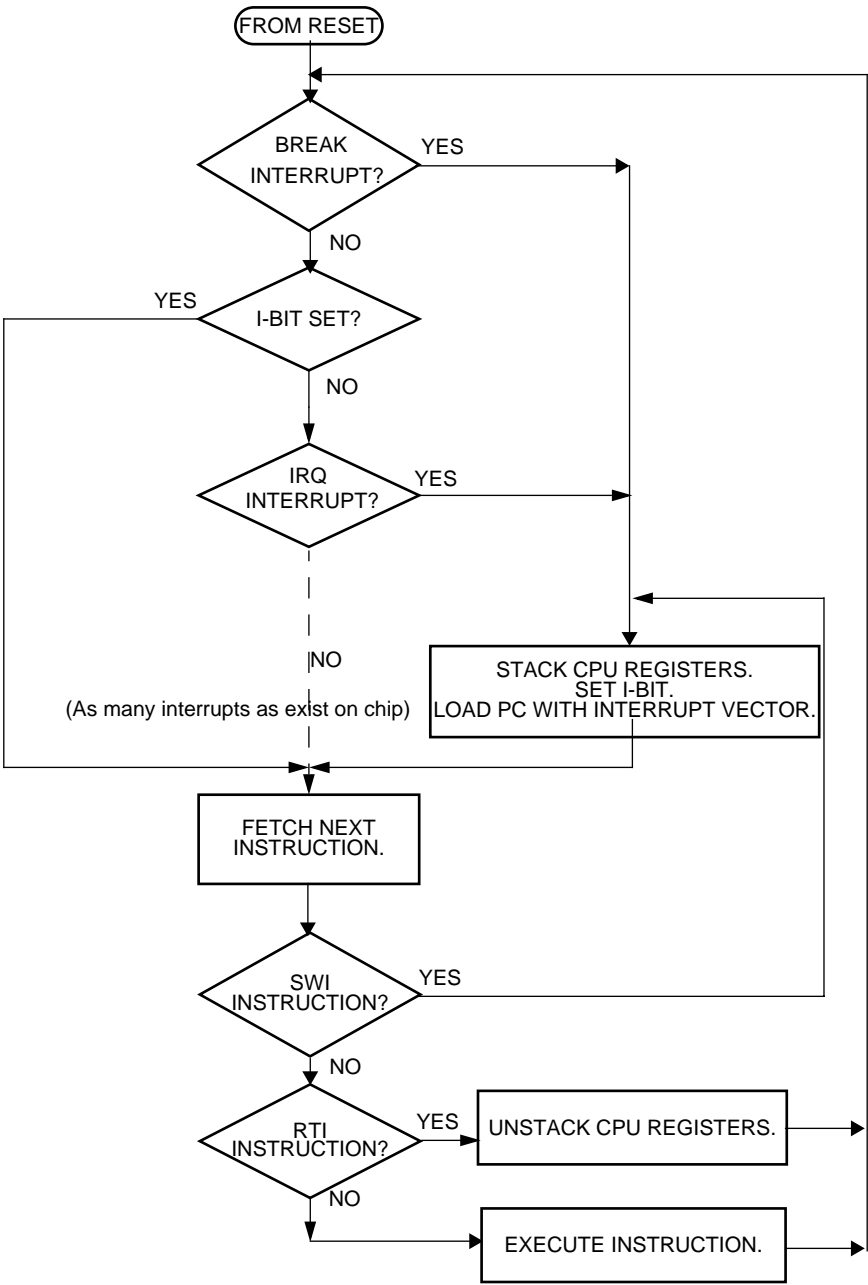 FROM RESET
BREAK
INTERRUPT?
YES
NO
YES
I-BIT SET?
NO
IRQ
INTERRUPT?
YES
NO
(As many interrupts as exist on chip)
STACK CPU REGISTERS.
SET I-BIT.
LOAD PC WITH INTERRUPT VECTOR.
FETCH NEXT
INSTRUCTION.
SWI
INSTRUCTION?
YES
NO
RTI
INSTRUCTION?
YES
UNSTACK CPU REGISTERS.
NO
EXECUTE INSTRUCTION.